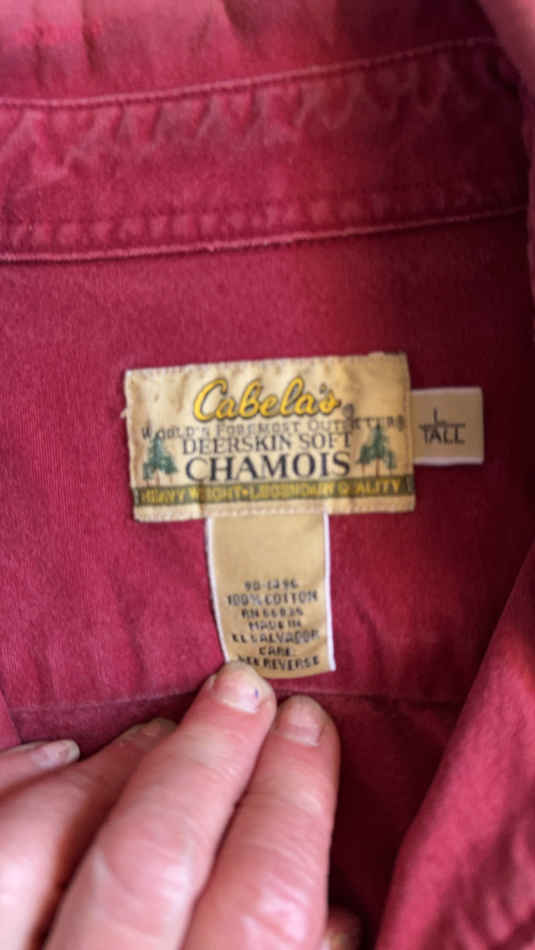 Cabela's
WORLD'S FOREMOST OUTFITTERS
DEERSKIN SOFT
CHAMOIS
HEAVY WEIGHT•LEGENDARY QUALITY
L
TALL
100% COTTON
MADE IN
EL SALVADOR
CARE:
SEE REVERSE